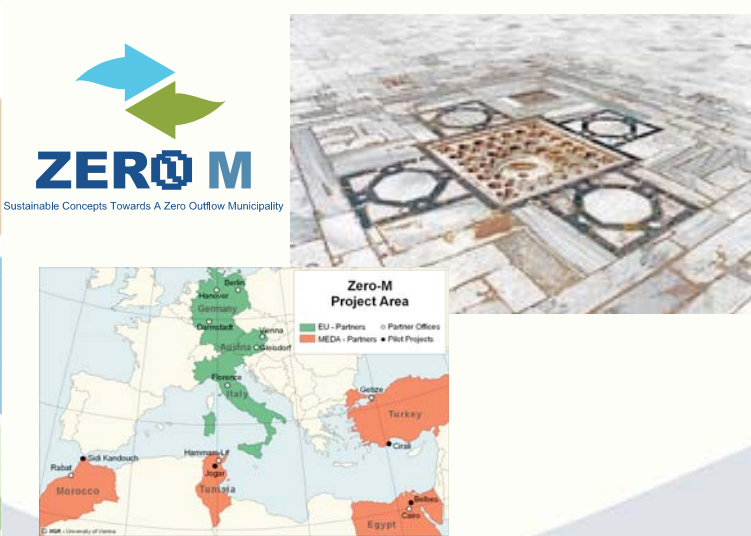 ZERO M
Sustainable Concepts Towards A Zero Outflow Municipality
Zero-M
Project Area
EU - Partners
Partner Offices
MEDA - Partners
Pilot Projects
Berlin
Hanover
Germany
Darmstadt
Vienna
Austria
Gleisdorf
Florence
Italy
Gebze
Turkey
Cirali
Sidi Kandouch
Rabat
Morocco
Hammam-Lif
Jogar
Tunisia
Belbes
Cairo
Egypt
University of Vienna